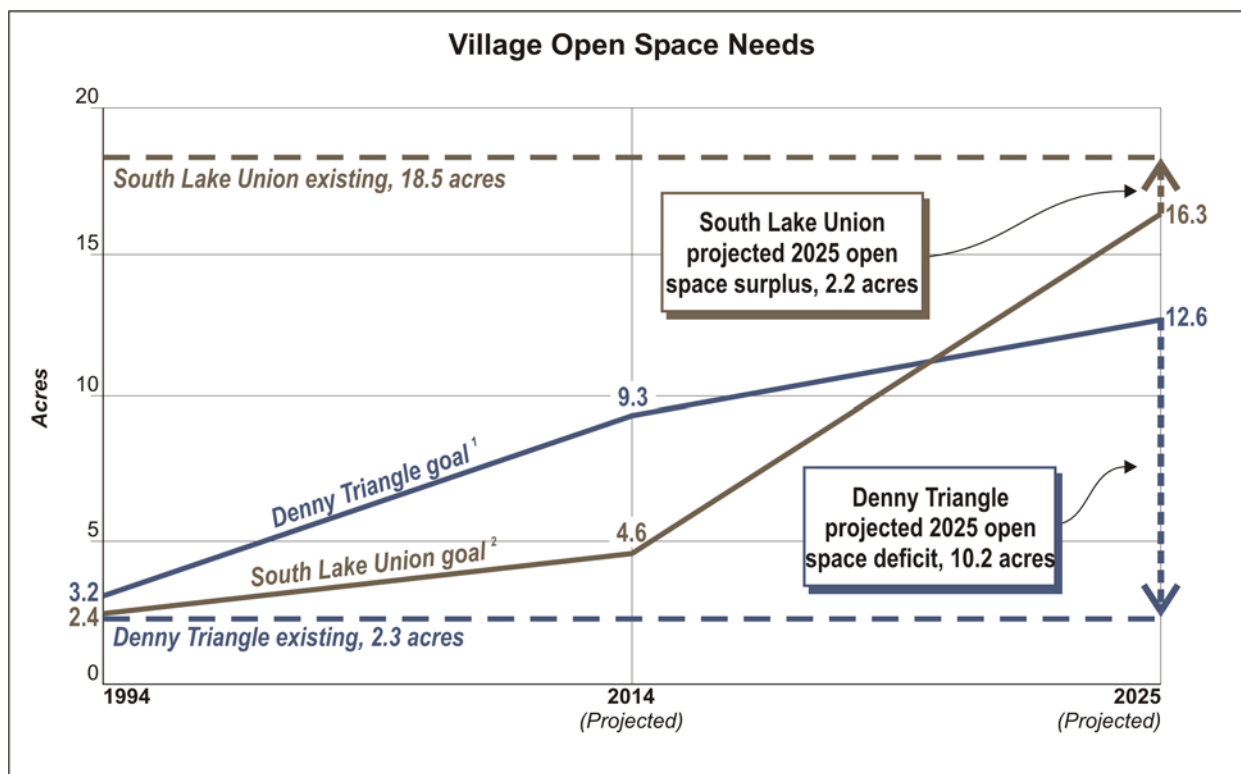 Village Open Space Needs
20
South Lake Union existing, 18.5 acres
South Lake Union
projected 2025 open
space surplus, 2.2 acres
16.3
15
12.6
Acres
10
9.3
Denny Triangle goal 1
Denny Triangle
projected 2025 open
space deficit, 10.2 acres
5
4.6
South Lake Union goal 2
3.2
2.4
Denny Triangle existing, 2.3 acres
0
1994
2014
(Projected)
2025
(Projected)